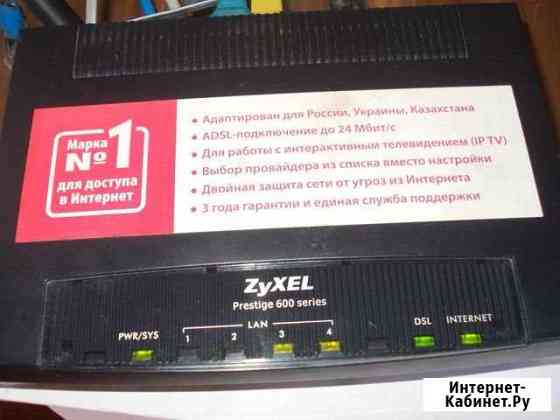 Марка
№1
для доступа
в Интернет
• Адаптирован для России, Украины, Казахстана
• ADSL-подключение до 24 Мбит/с
• Для работы с интерактивным телевидением (IP TV)
• Выбор провайдера из списка вместо настройки
• Двойная защита сети от угроз из Интернета
• 3 года гарантии и единая служба поддержки
ZyXEL
Prestige 600 series
PWR/SYS 1 2 LAN 3 4 DSL INTERNET
Интернет-
Кабинет.Ру